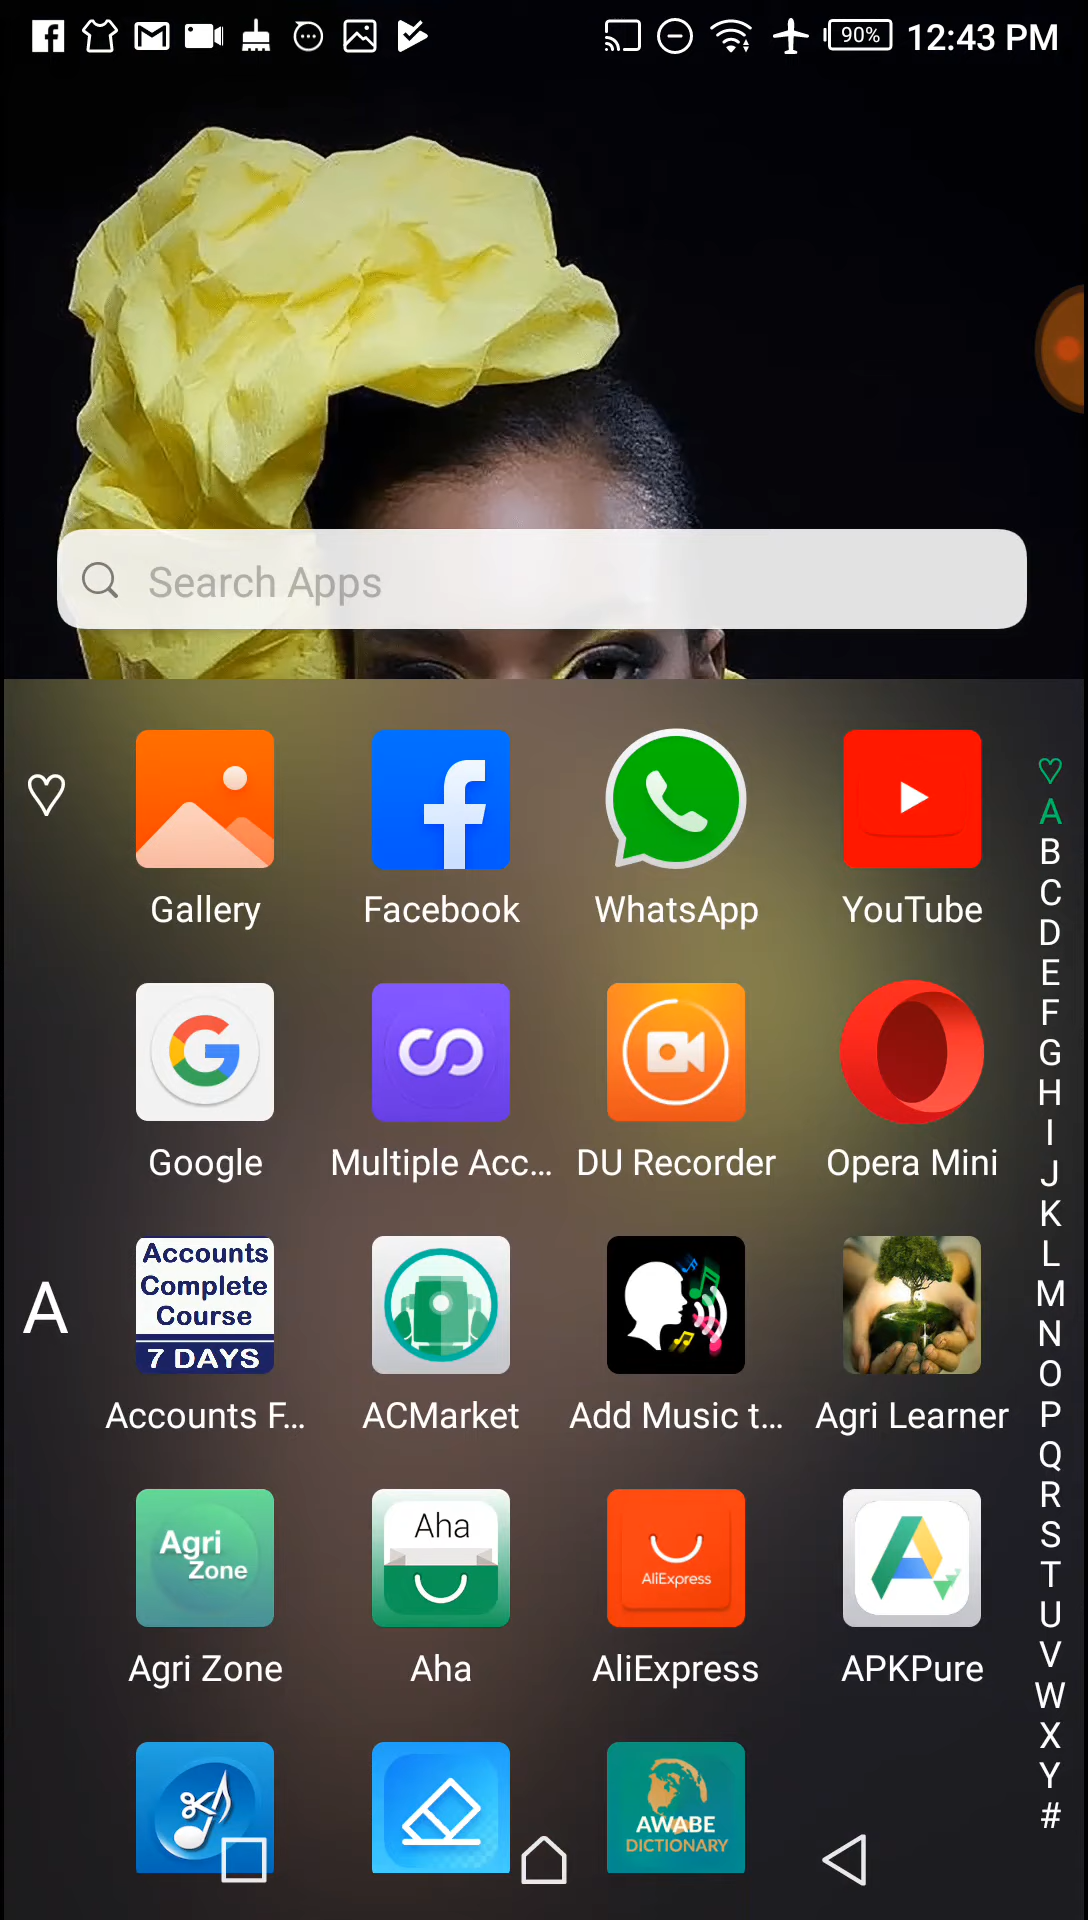 90% 12:43 PM
Search Apps
Gallery Facebook WhatsApp YouTube
Google Multiple Acc... DU Recorder Opera Mini
Accounts
Complete
Course
7 DAYS
Accounts F... ACMarket Add Music t... Agri Learner
Agri
Zone
Aha
AliExpress
Agri Zone Aha AliExpress APKPure
AWABE
DICTIONARY
A
A
B
C
D
E
F
G
H
I
J
K
L
M
N
O
P
Q
R
S
T
U
V
W
X
Y
#